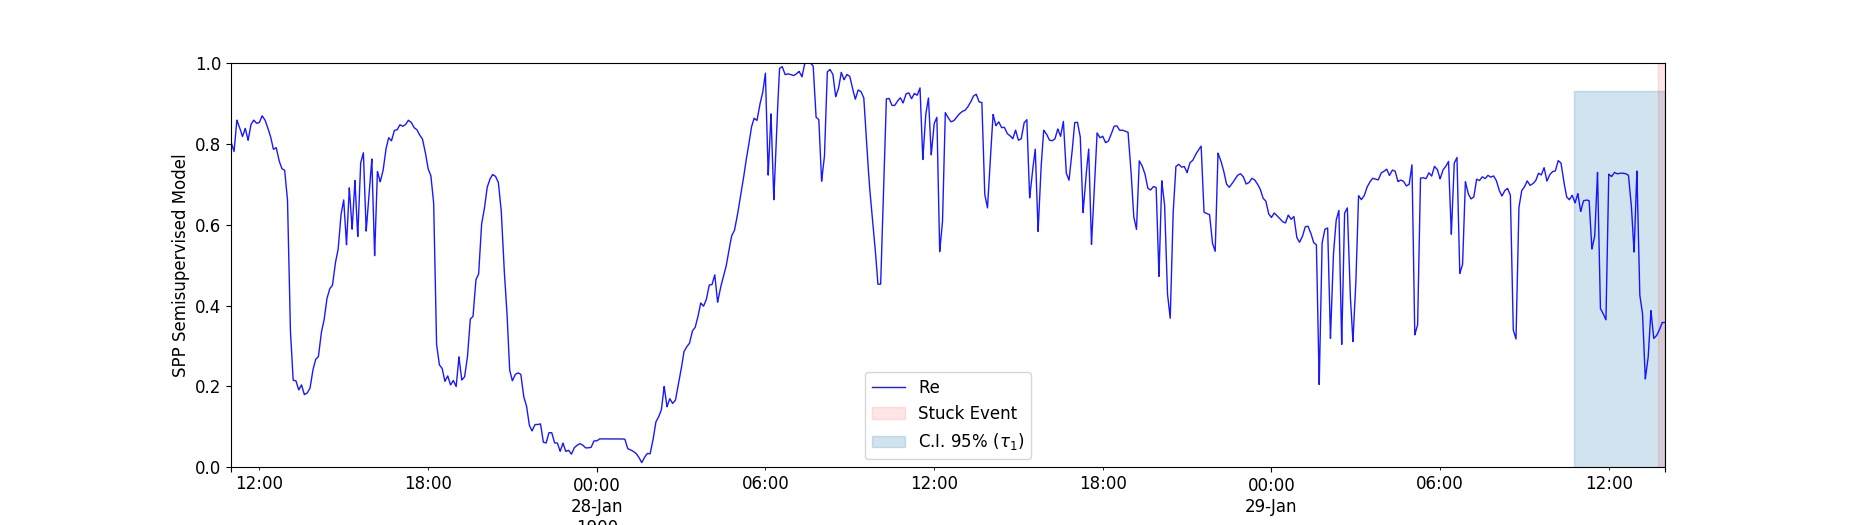 SPP Semisupervised Model
1.0
0.8
0.6
0.4
0.2
0.0
Re
Stuck Event
C.I. 95% (τ₁)
12:00 18:00 00:00 06:00 12:00 18:00 00:00 06:00 12:00
28-Jan 29-Jan
1900